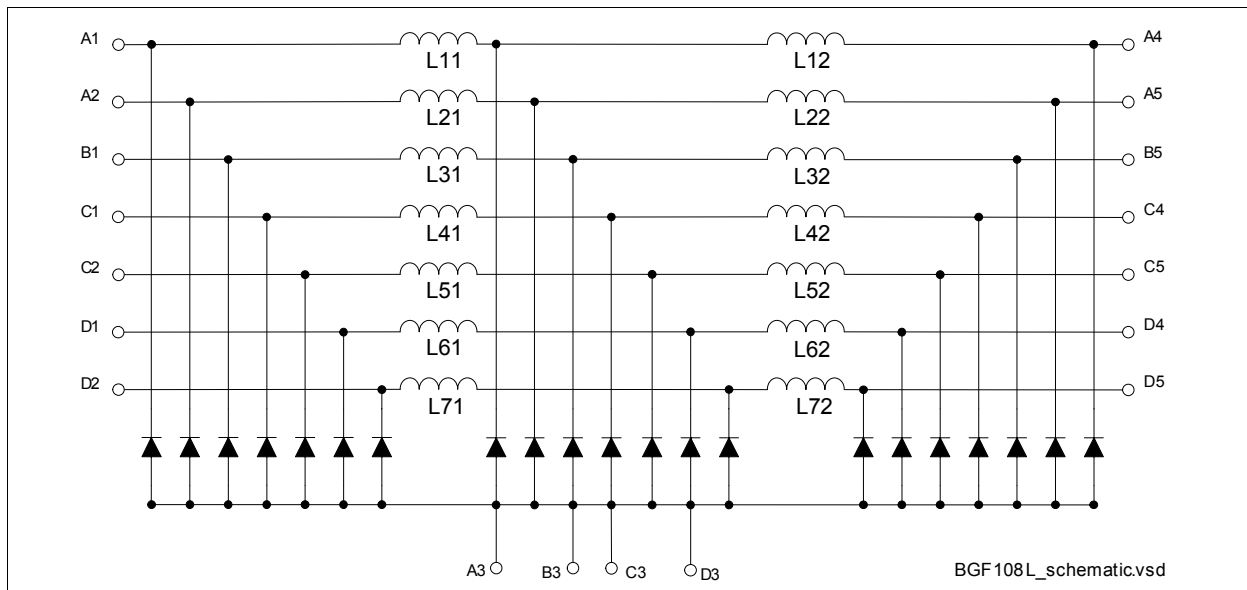 A1
L11
L12
A4
A2
L21
L22
A5
B1
L31
L32
B5
C1
L41
L42
C4
C2
L51
L52
C5
D1
L61
L62
D4
D2
L71
L72
D5
A3
B3
C3
D3
BGF108L_schematic.vsd